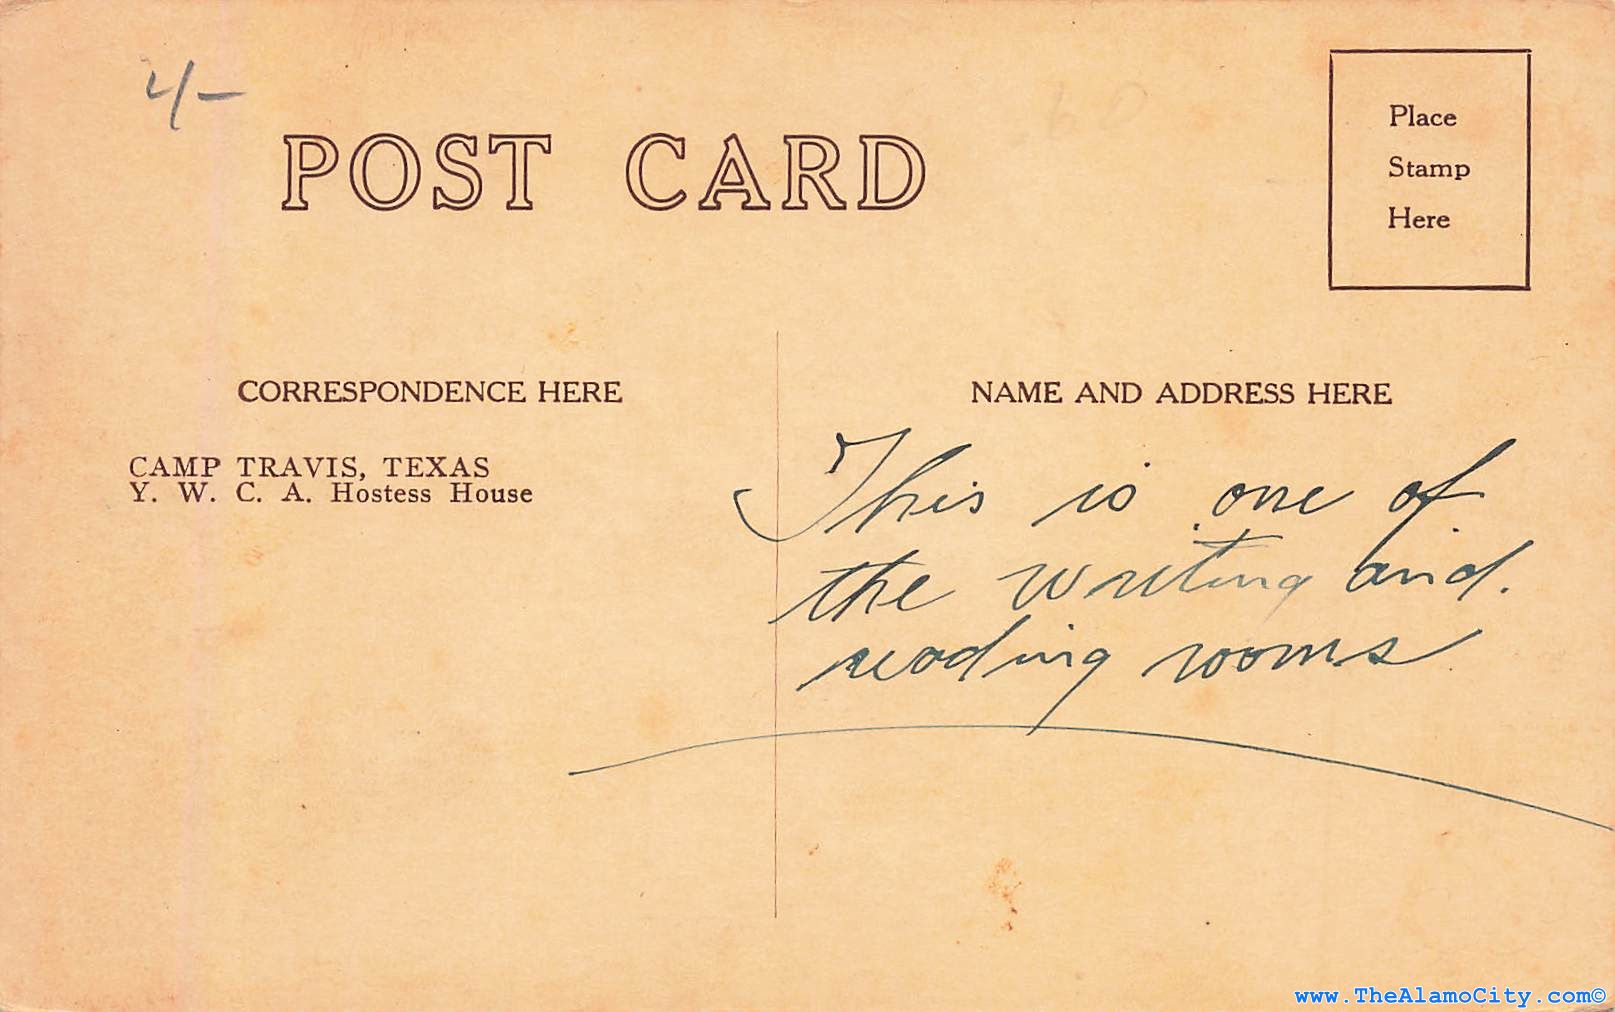 4/-
POST CARD
Place
Stamp
Here
CORRESPONDENCE HERE
NAME AND ADDRESS HERE
CAMP TRAVIS, TEXAS
Y. W. C. A. Hostess House
This is one of
the writing and
reading rooms
www.TheAlamoCity.com©